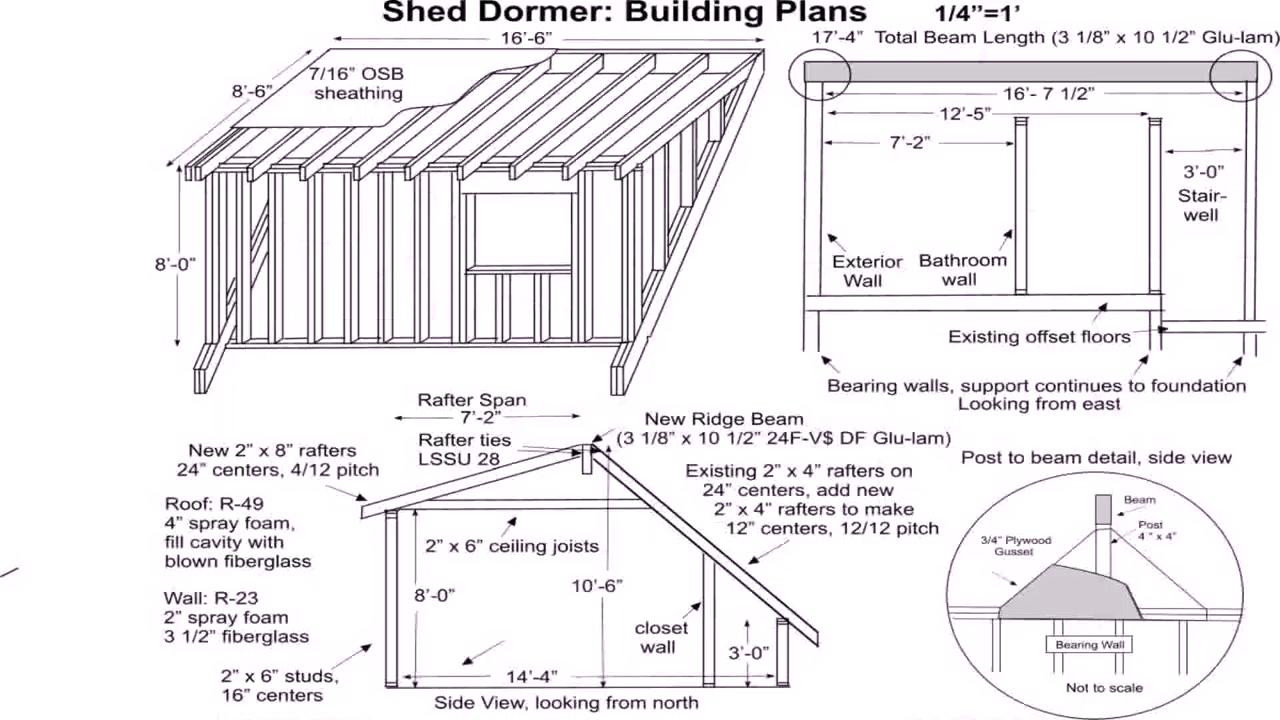 Shed Dormer: Building Plans
1/4”=1’
16’-6”
17’-4” Total Beam Length (3 1/8” x 10 1/2” Glu-lam)
7/16” OSB
sheathing
8’-6”
16’- 7 1/2”
12’-5”
7’-2”
3’-0”
Stair-
well
8’-0”
Exterior
Wall
Bathroom
wall
Existing offset floors
Bearing walls, support continues to foundation
Looking from east
Rafter Span
7’-2”
New Ridge Beam
(3 1/8” x 10 1/2” 24F-V$ DF Glu-lam)
Rafter ties
LSSU 28
New 2” x 8” rafters
24” centers, 4/12 pitch
Existing 2” x 4” rafters on
24” centers, add new
2” x 4” rafters to make
12” centers, 12/12 pitch
Roof: R-49
4” spray foam,
fill cavity with
blown fiberglass
2” x 6” ceiling joists
8’-0”
10’-6”
Wall: R-23
2” spray foam
3 1/2” fiberglass
closet
wall
3’-0”
2” x 6” studs,
16” centers
14’-4”
Side View, looking from north
Post to beam detail, side view
Beam
Post
4 ” x 4”
3/4” Plywood
Gusset
Bearing Wall
Not to scale